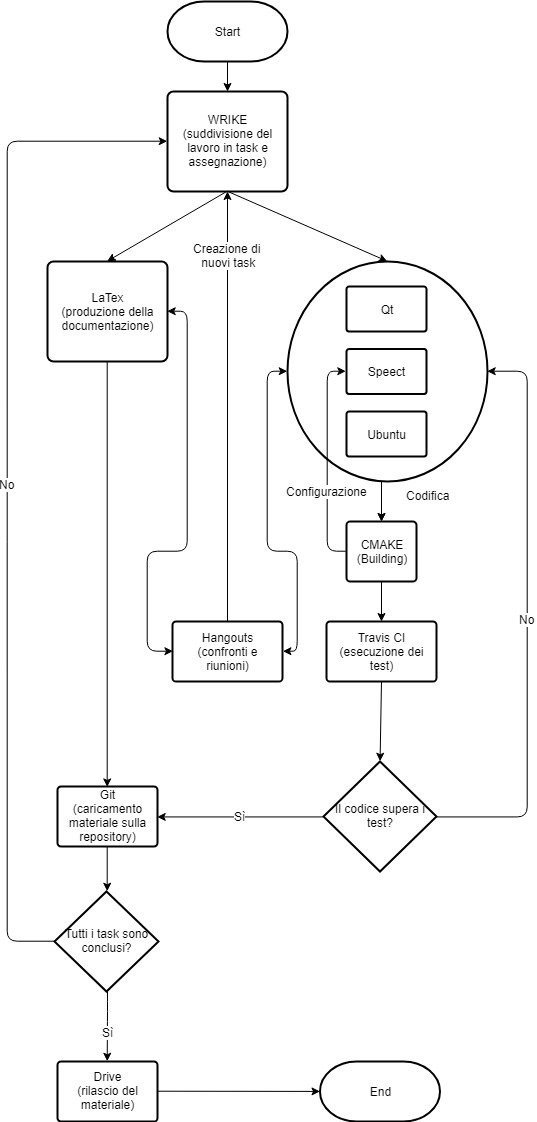 Start
WRIKE
(suddivisione del
lavoro in task e
assegnazione)
Creazione di
nuovi task
LaTex
(produzione della
documentazione)
Qt
Speect
Ubuntu
No
Configurazione
Codifica
CMAKE
(Building)
Hangouts
(confronti e
riunioni)
Travis CI
(esecuzione dei
test)
No
Git
(caricamento
materiale sulla
repository)
Sì
Il codice supera i
test?
Tutti i task sono
conclusi?
Sì
Drive
(rilascio del
materiale)
End